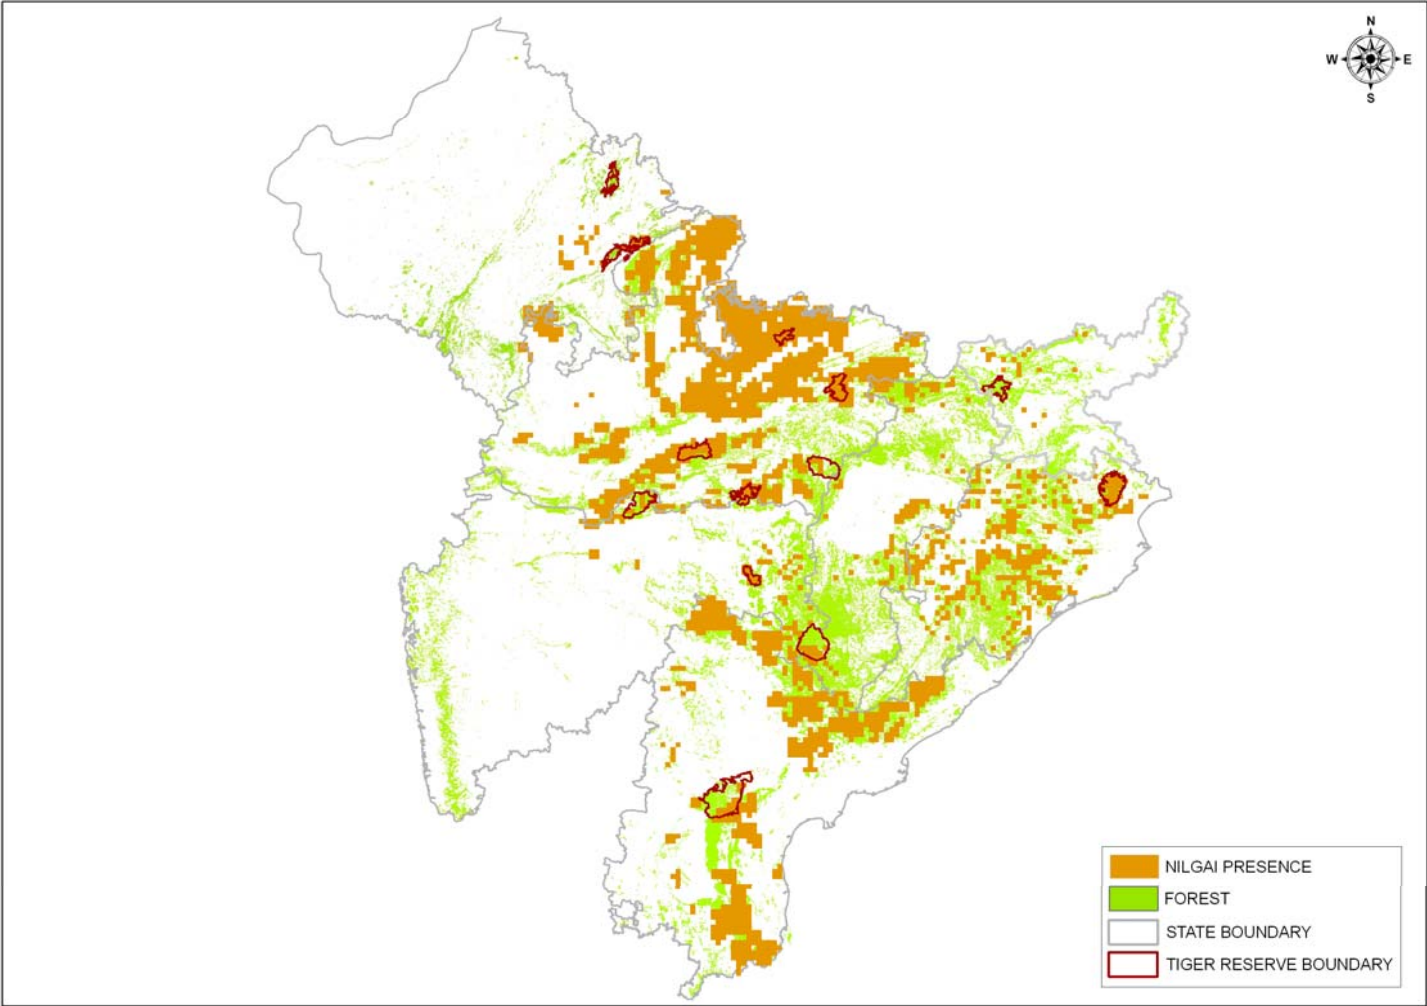 N
W E
S
NILGAI PRESENCE
FOREST
STATE BOUNDARY
TIGER RESERVE BOUNDARY